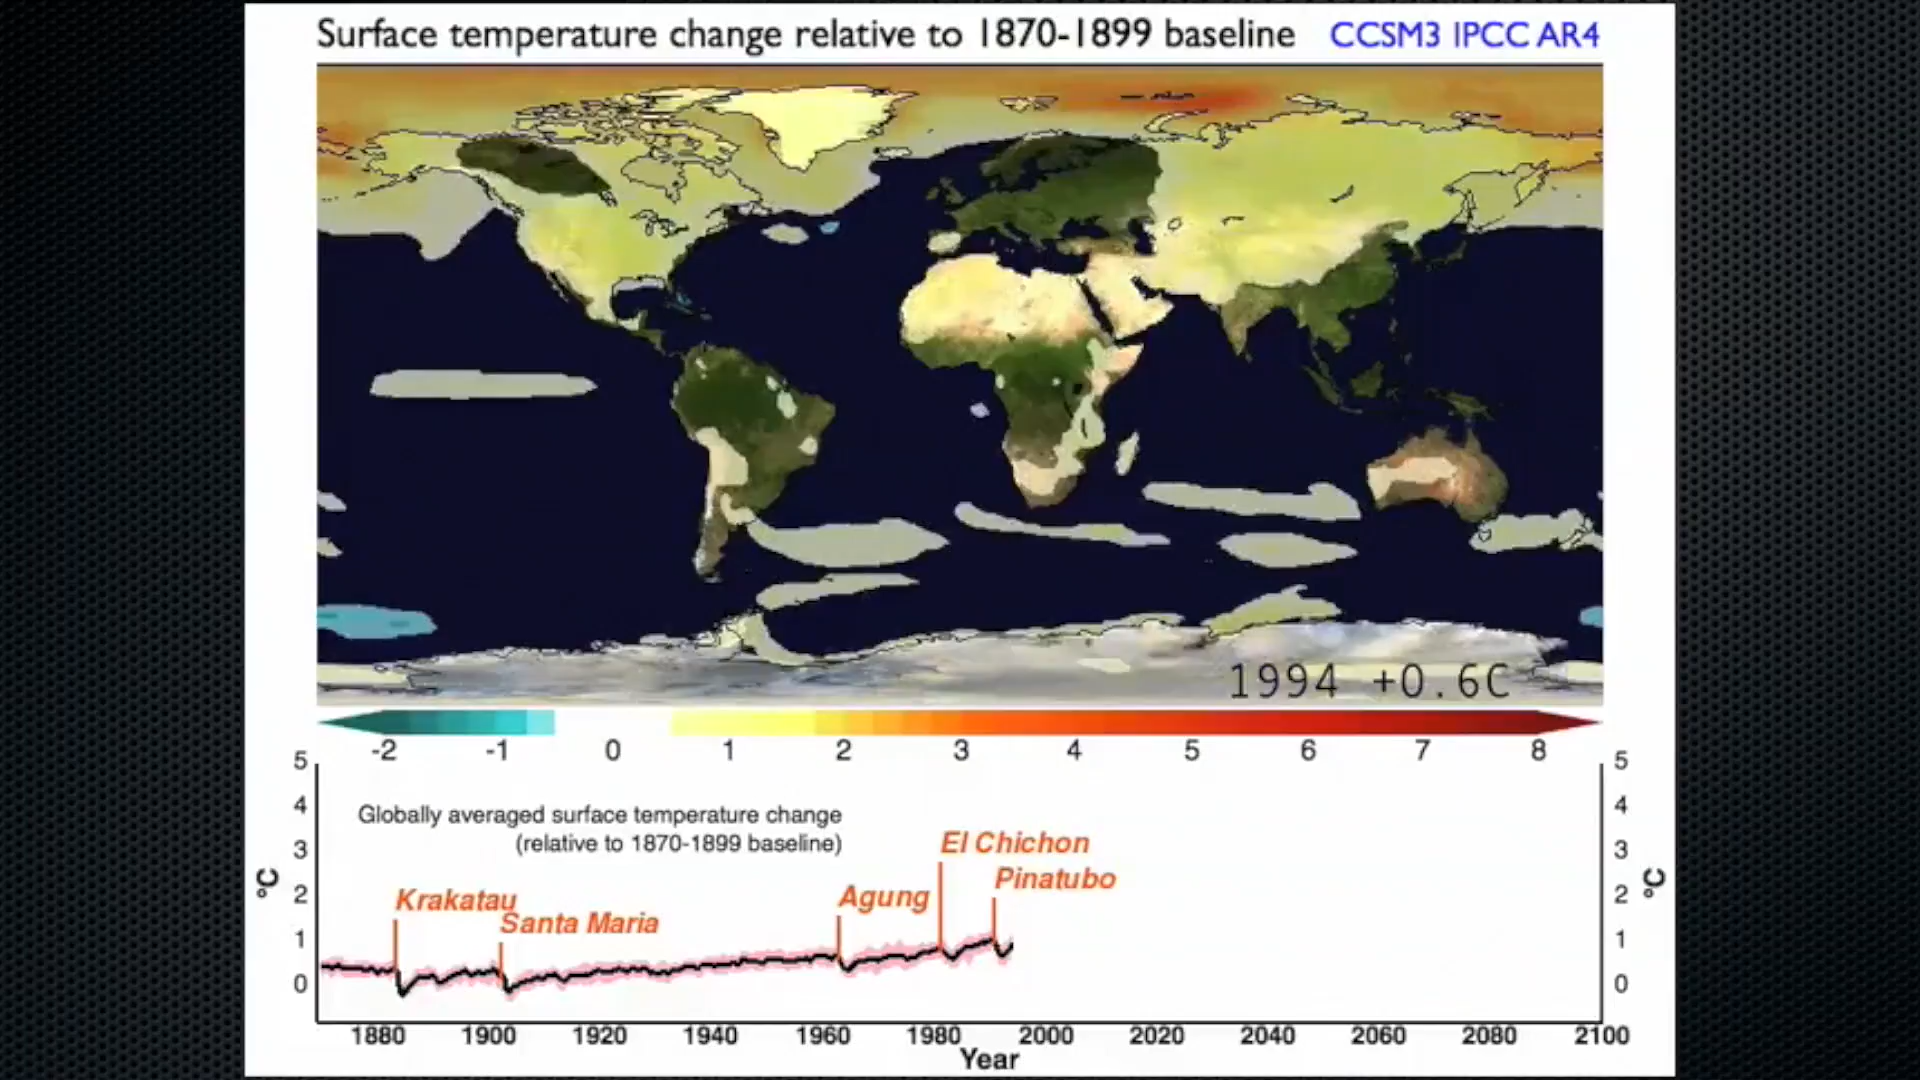 Surface temperature change relative to 1870-1899 baseline CCSM3 IPCC AR4
1994 +0.6C
-2 -1 0 1 2 3 4 5 6 7 8
5 5
4 4
Globally averaged surface temperature change
(relative to 1870-1899 baseline)
El Chichon
3 3
Pinatubo
°C °C
2 2
Krakatau
Agung
Santa Maria
1 1
0 0
1880 1900 1920 1940 1960 1980 2000 2020 2040 2060 2080 2100
Year